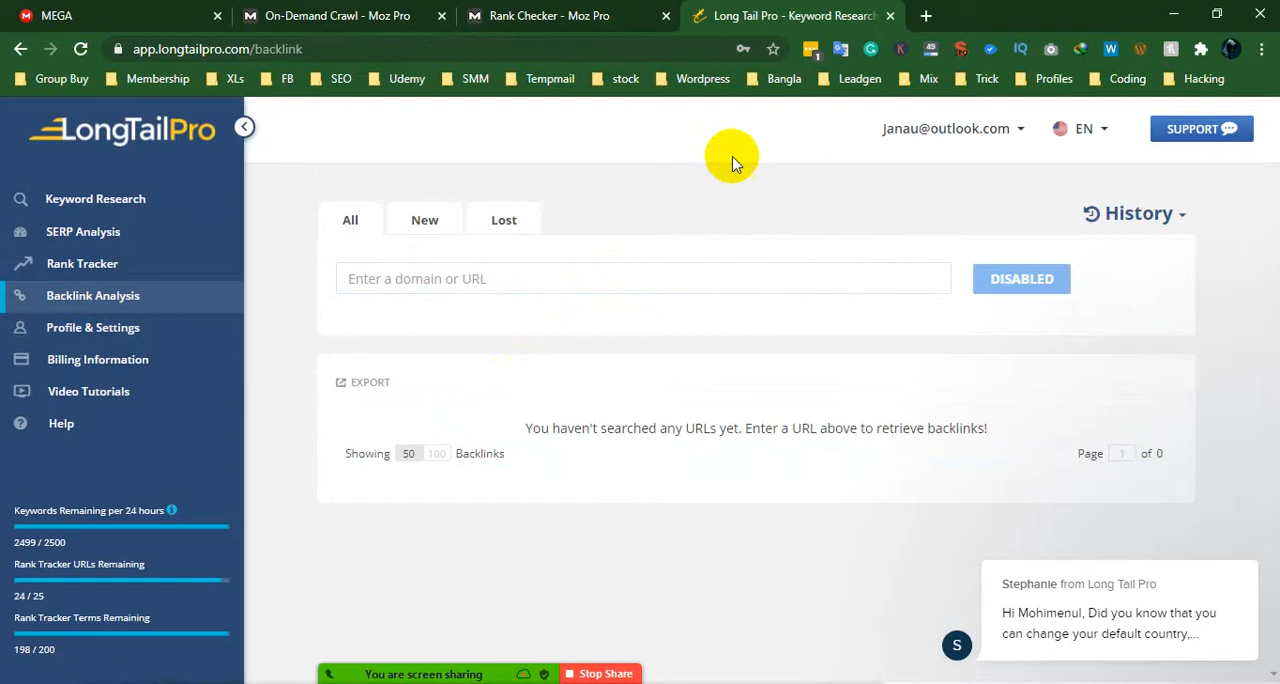 MEGA
On-Demand Crawl - Moz Pro
Rank Checker - Moz Pro
Long Tail Pro - Keyword Research
app.longtailpro.com/backlink
1
K
49
IQ
W
Group Buy
Membership
XLs
FB
SEO
Udemy
SMM
Tempmail
stock
Wordpress
Bangla
Leadgen
Mix
Trick
Profiles
Coding
Hacking
LongTailPro
Janau@outlook.com
EN
SUPPORT
Keyword Research
SERP Analysis
Rank Tracker
Backlink Analysis
Profile & Settings
Billing Information
Video Tutorials
Help
All
New
Lost
History
Enter a domain or URL
DISABLED
EXPORT
You haven't searched any URLs yet. Enter a URL above to retrieve backlinks!
Showing 50 100 Backlinks
Page 1 of 0
Keywords Remaining per 24 hours
2499 / 2500
Rank Tracker URLs Remaining
24 / 25
Rank Tracker Terms Remaining
198 / 200
Stephanie from Long Tail Pro
Hi Mohimenul, Did you know that you
can change your default country,...
S
You are screen sharing
Stop Share